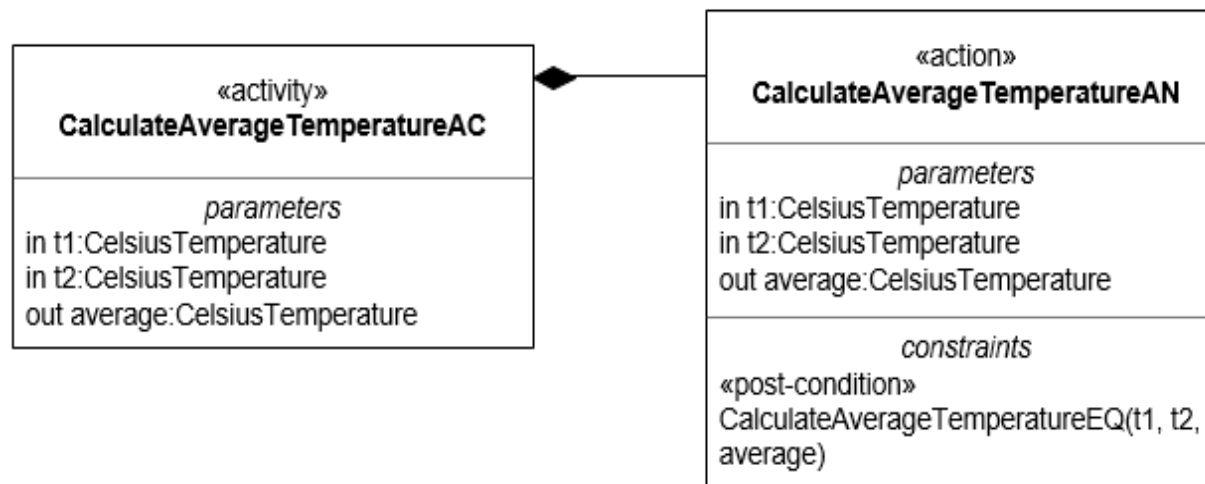 «activity»
CalculateAverageTemperatureAC
parameters
in t1:CelsiusTemperature
in t2:CelsiusTemperature
out average:CelsiusTemperature
«action»
CalculateAverageTemperatureAN
parameters
in t1:CelsiusTemperature
in t2:CelsiusTemperature
out average:CelsiusTemperature
constraints
«post-condition»
CalculateAverageTemperatureEQ(t1, t2,
average)